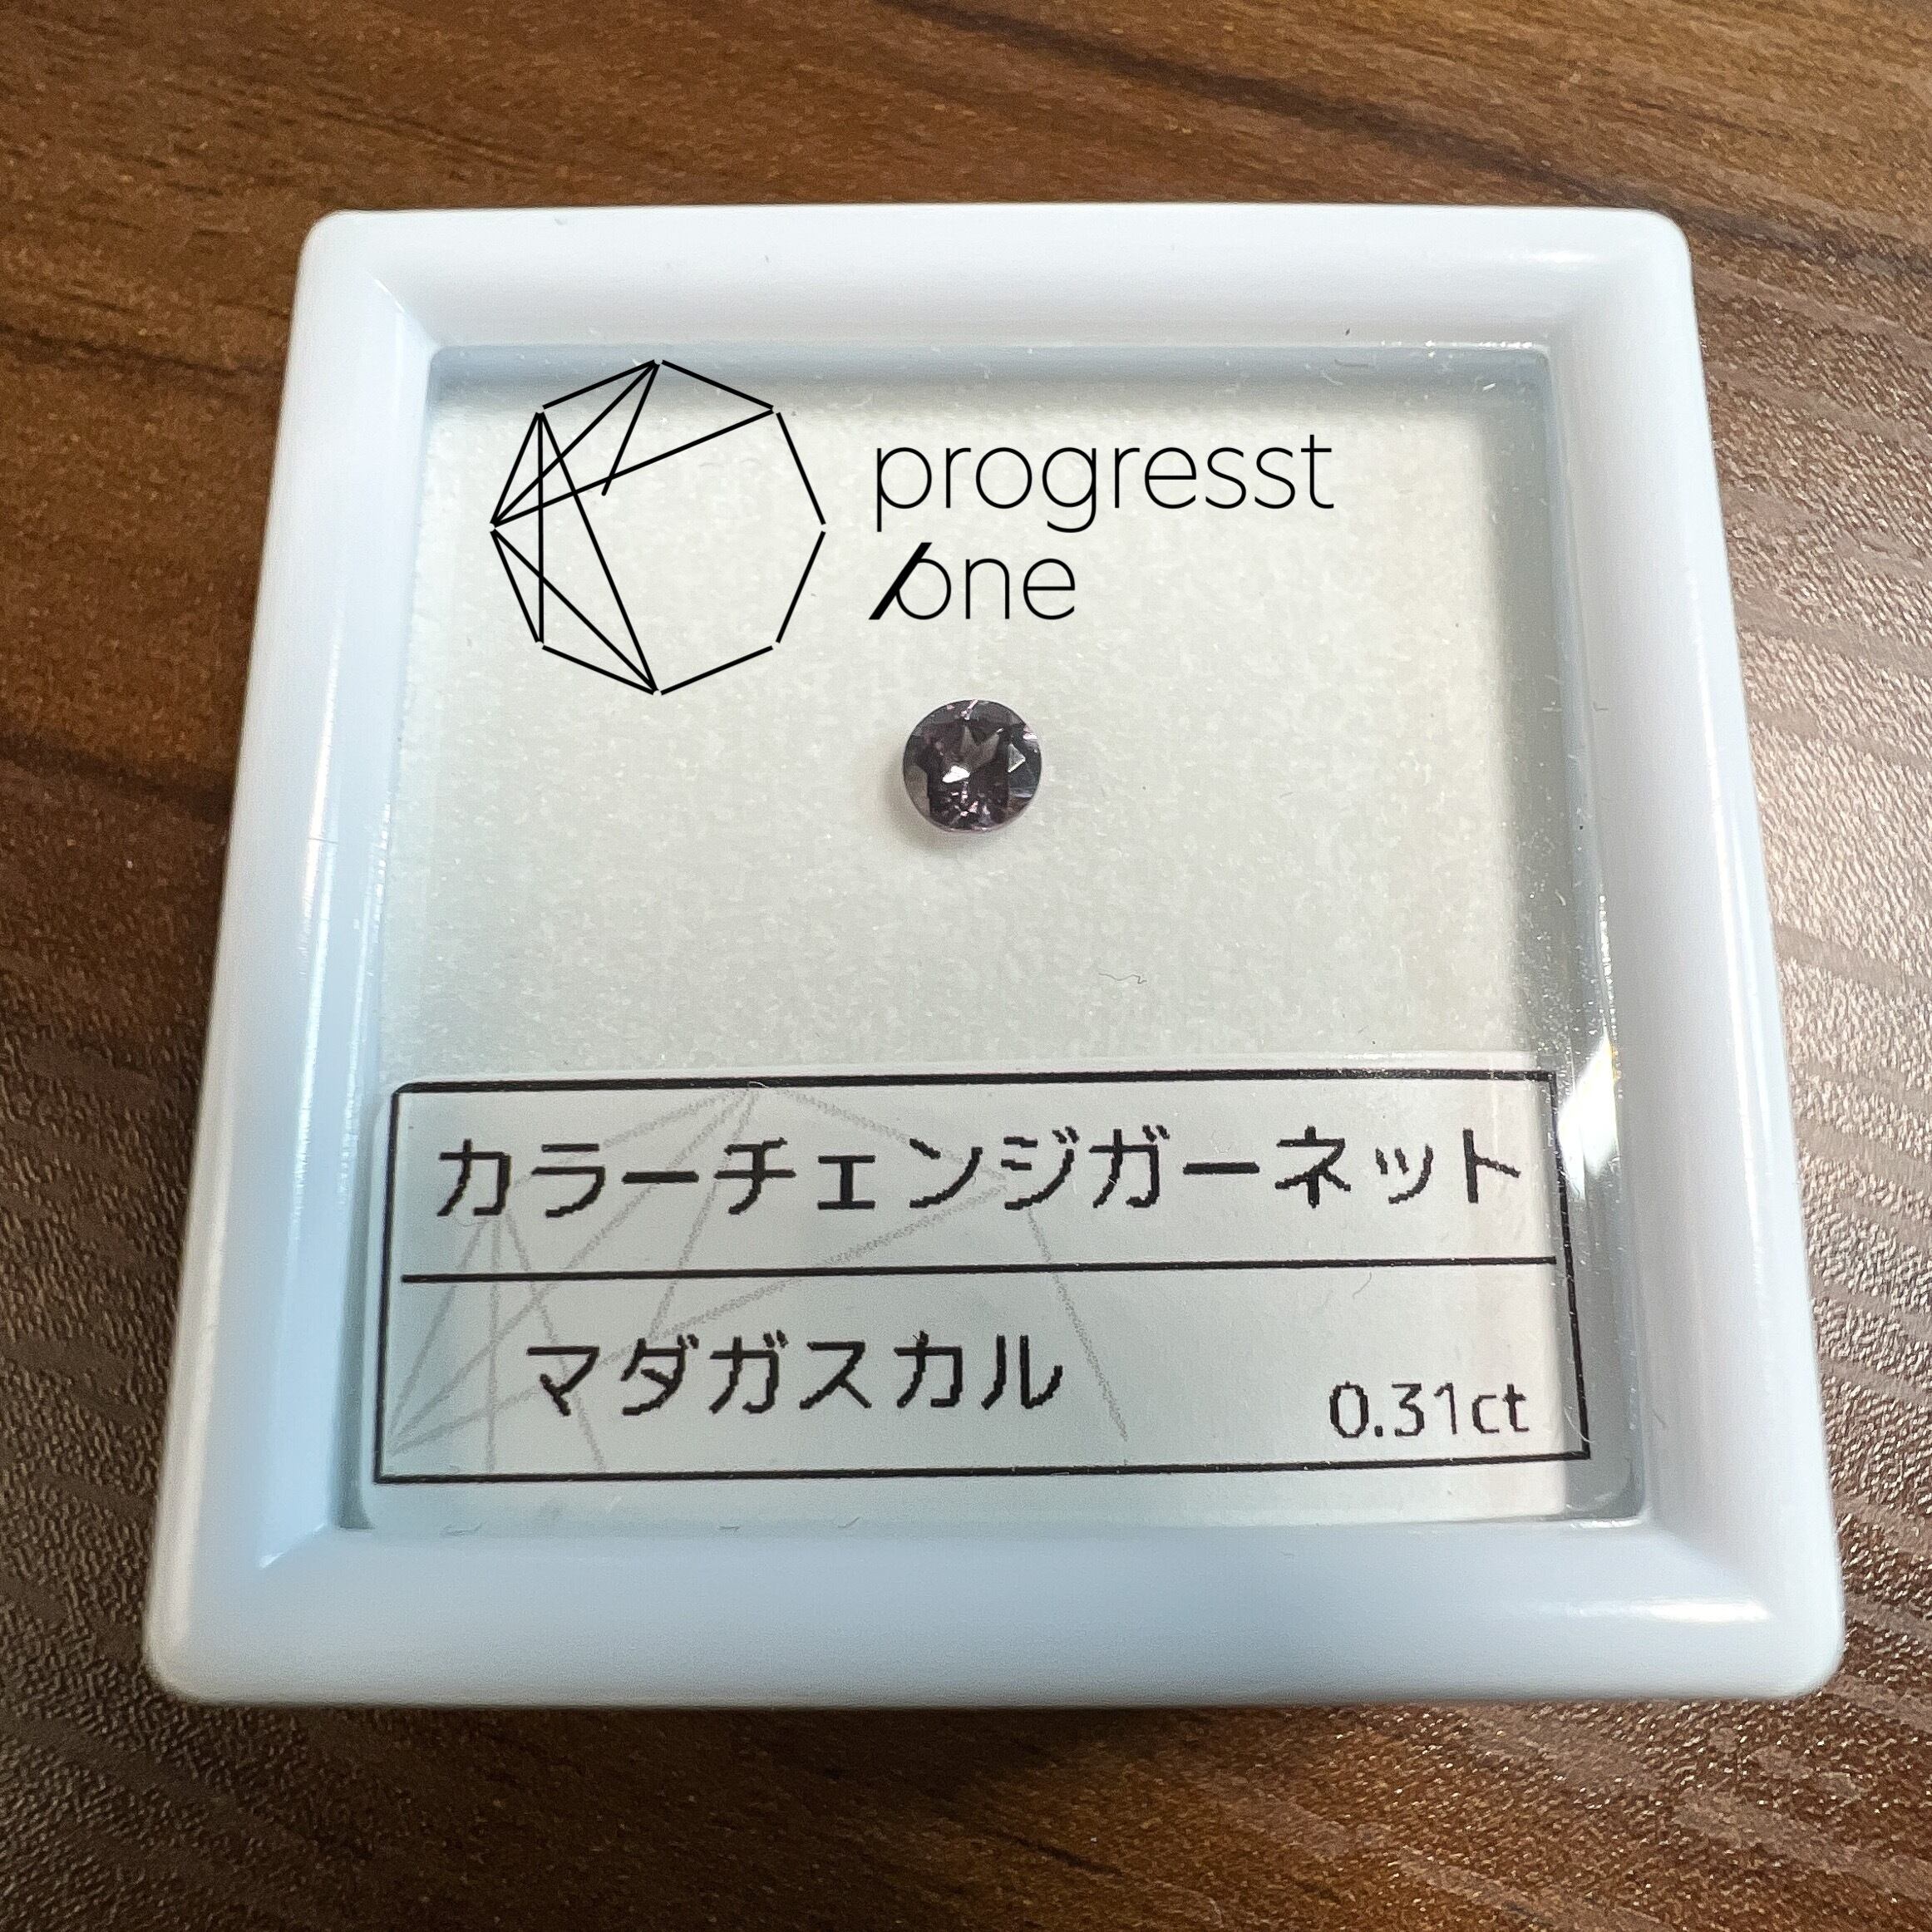 progresst
one
カラーチェンジガーネット
マダガスカル
0.31ct